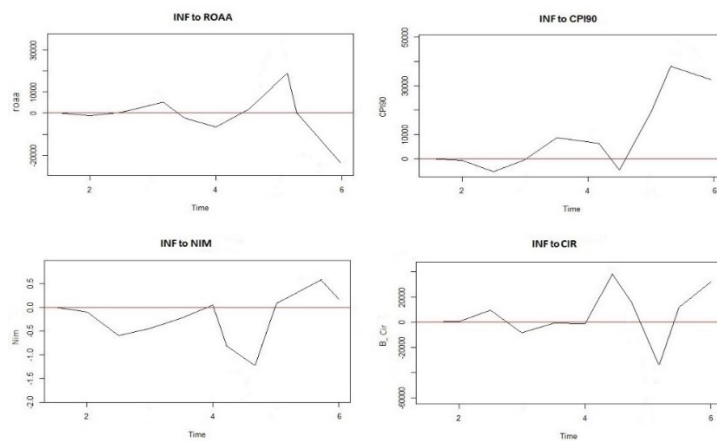 INF to ROAA
roaa
-20000
0
10000
30000
2
4
6
Time
INF to CPI90
CPI90
0
10000
30000
50000
2
4
6
Time
INF to NIM
Nim
-2.0
-1.5
-1.0
-0.5
0.0
0.5
2
4
6
Time
INF to CIR
B_ Cir
-60000
-20000
0
20000
2
4
6
Time